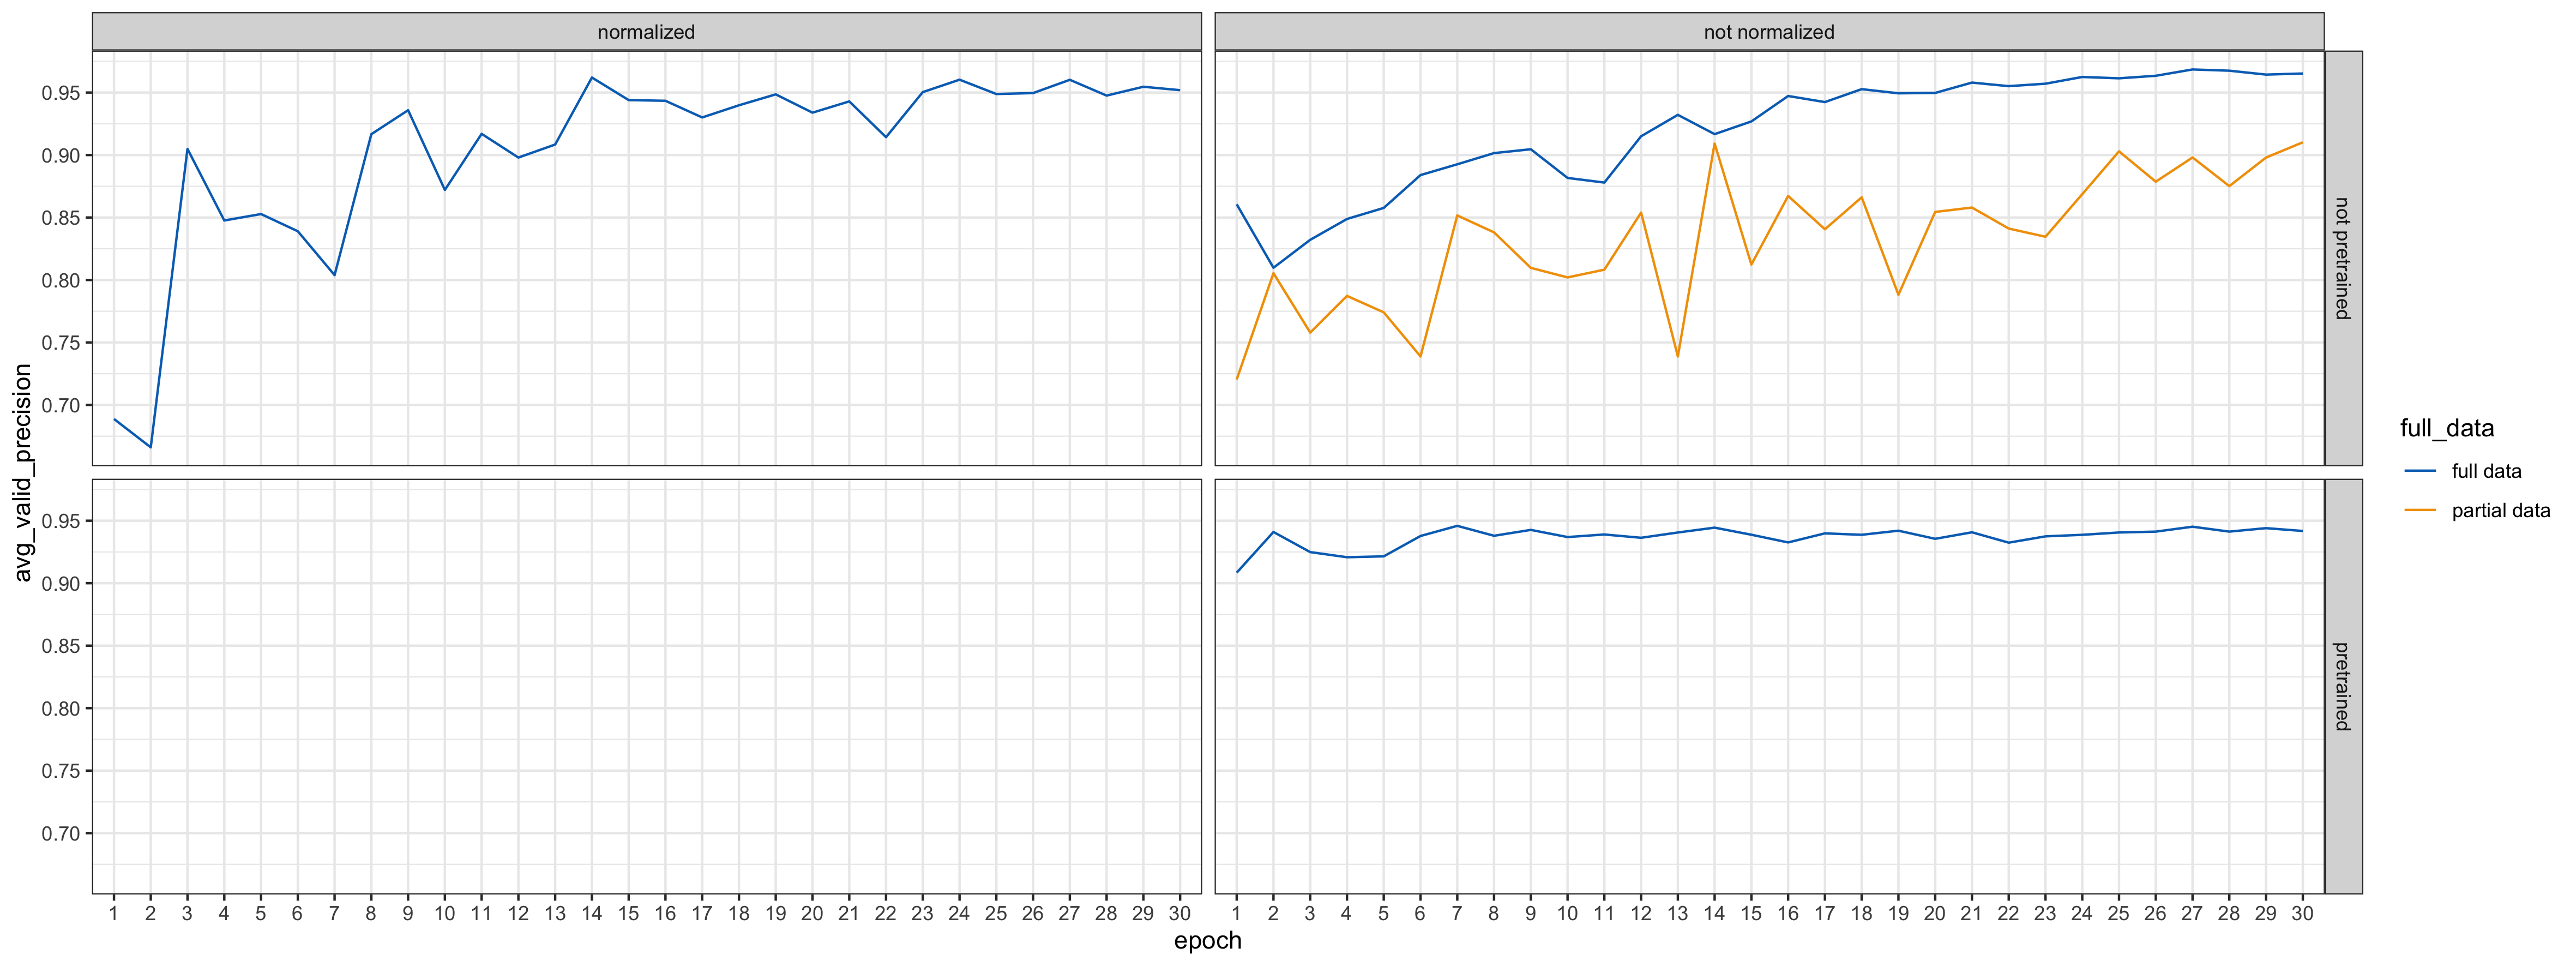 normalized
not normalized
0.95
0.90
0.85
0.80
0.75
0.70
not pretrained
0.95
0.90
0.85
0.80
0.75
0.70
pretrained
avg_valid_precision
1 2 3 4 5 6 7 8 9 10 11 12 13 14 15 16 17 18 19 20 21 22 23 24 25 26 27 28 29 30
1 2 3 4 5 6 7 8 9 10 11 12 13 14 15 16 17 18 19 20 21 22 23 24 25 26 27 28 29 30
epoch
full_data
full data
partial data